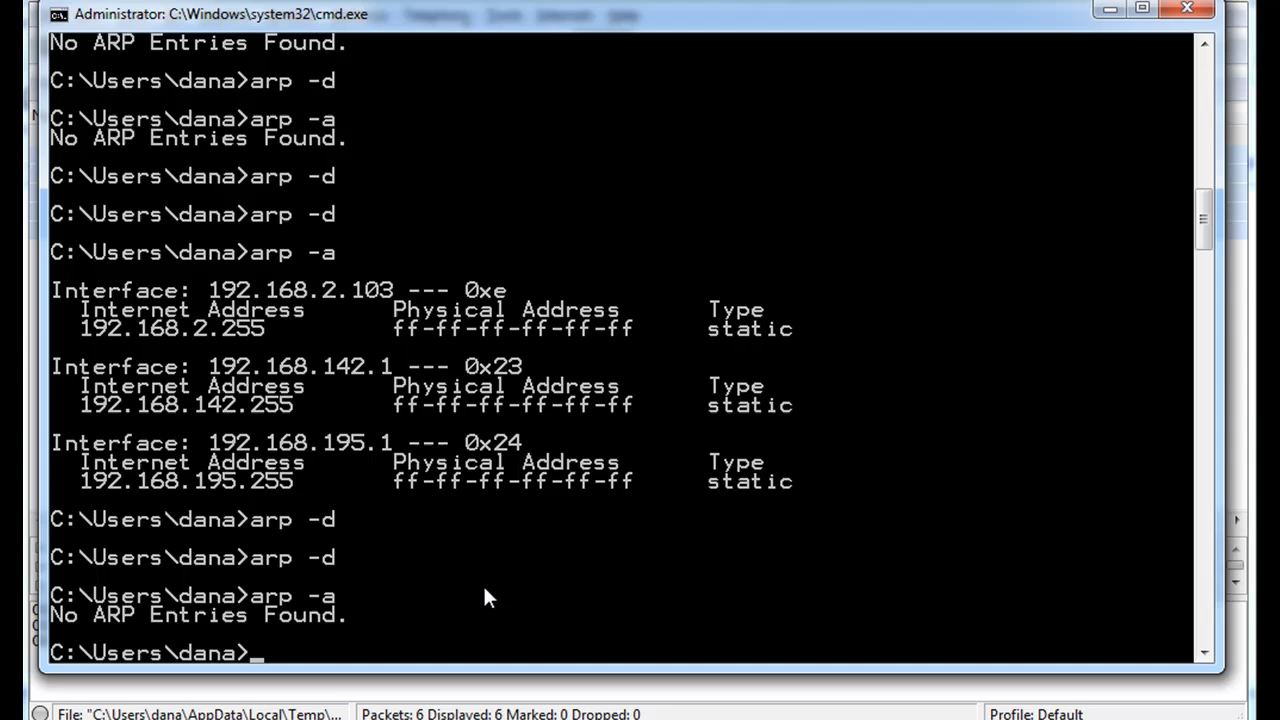 Administrator: C:\Windows\system32\cmd.exe
No ARP Entries Found.
C:\Users\dana>arp -d
C:\Users\dana>arp -a
No ARP Entries Found.
C:\Users\dana>arp -d
C:\Users\dana>arp -d
C:\Users\dana>arp -a
Interface: 192.168.2.103 --- 0xe
Internet Address Physical Address Type
192.168.2.255 ff-ff-ff-ff-ff-ff static
Interface: 192.168.142.1 --- 0x23
Internet Address Physical Address Type
192.168.142.255 ff-ff-ff-ff-ff-ff static
Interface: 192.168.195.1 --- 0x24
Internet Address Physical Address Type
192.168.195.255 ff-ff-ff-ff-ff-ff static
C:\Users\dana>arp -d
C:\Users\dana>arp -d
C:\Users\dana>arp -a
No ARP Entries Found.
C:\Users\dana>_
File: "C:\Users\dana\AppData\Local\Temp\... Packets: 6 Displayed: 6 Marked: 0 Dropped: 0 Profile: Default